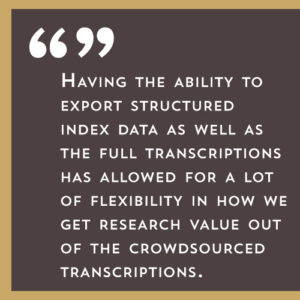 “ ”
Having the ability to
export structured
index data as well as
the full transcriptions
has allowed for a lot
of flexibility in how we
get research value out
of the crowdsourced
transcriptions.